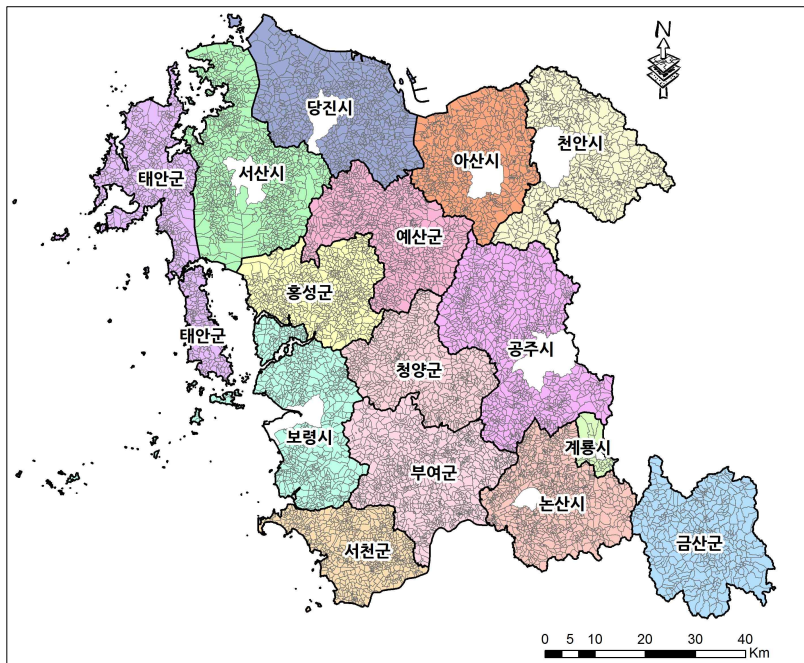 N
당진시
천안시
아산시
태안군
서산시
예산군
홍성군
태안군
공주시
청양군
보령시
계룡시
부여군
논산시
서천군
금산군
0 5 10 20 30 40
Km